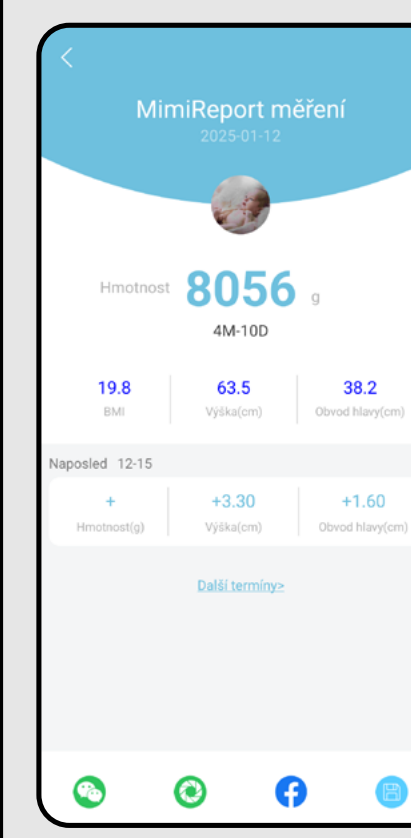 MimiReport měření
2025-01-12
Hmotnost 8056 g
4M-10D
19.8 63.5 38.2
BMI Výška(cm) Obvod hlavy(cm)
Naposled 12-15
+ +3.30 +1.60
Hmotnost(g) Výška(cm) Obvod hlavy(cm)
Další termíny>